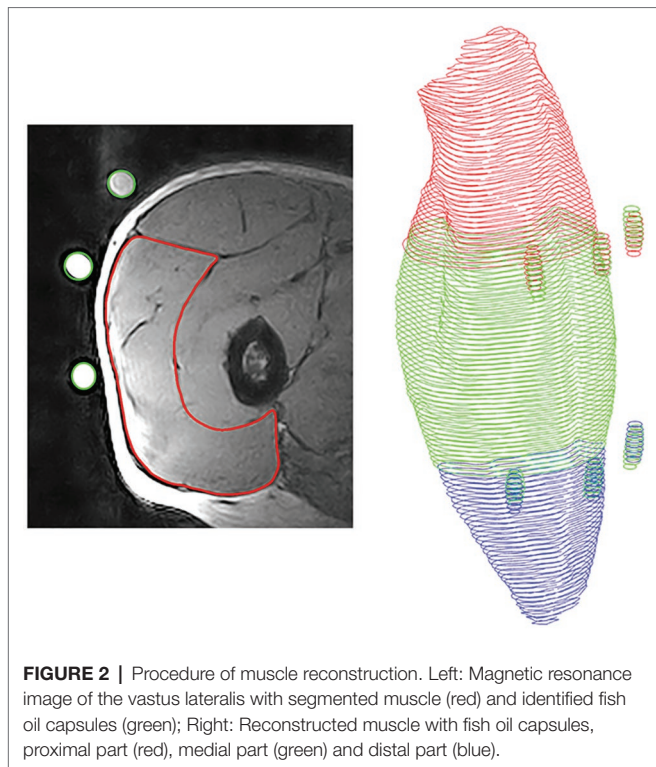 FIGURE 2 | Procedure of muscle reconstruction. Left: Magnetic resonance
image of the vastus lateralis with segmented muscle (red) and identified fish
oil capsules (green); Right: Reconstructed muscle with fish oil capsules,
proximal part (red), medial part (green) and distal part (blue).